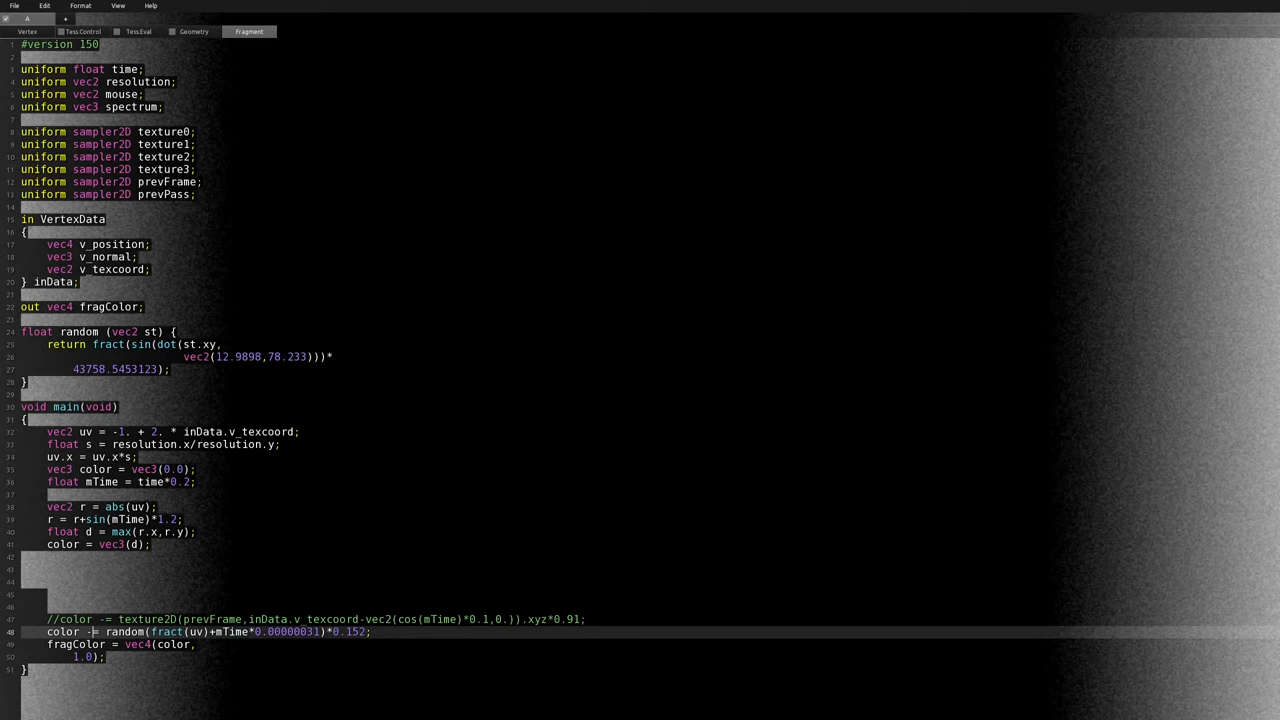 File Edit Format View Help
A +
Vertex Tess Control Tess Eval Geometry Fragment
1 #version 150
2
3 uniform float time;
4 uniform vec2 resolution;
5 uniform vec2 mouse;
6 uniform vec3 spectrum;
7
8 uniform sampler2D texture0;
9 uniform sampler2D texture1;
10 uniform sampler2D texture2;
11 uniform sampler2D texture3;
12 uniform sampler2D prevFrame;
13 uniform sampler2D prevPass;
14
15 in VertexData
16 {
17     vec4 v_position;
18     vec3 v_normal;
19     vec2 v_texcoord;
20 } inData;
21
22 out vec4 fragColor;
23
24 float random (vec2 st) {
25     return fract(sin(dot(st.xy,
26                          vec2(12.9898,78.233)))*
27         43758.5453123);
28 }
29
30 void main(void)
31 {
32     vec2 uv = -1. + 2. * inData.v_texcoord;
33     float s = resolution.x/resolution.y;
34     uv.x = uv.x*s;
35     vec3 color = vec3(0.0);
36     float mTime = time*0.2;
37
38     vec2 r = abs(uv);
39     r = r+sin(mTime)*1.2;
40     float d = max(r.x,r.y);
41     color = vec3(d);
42
43
44
45
46
47     //color -= texture2D(prevFrame,inData.v_texcoord-vec2(cos(mTime)*0.1,0.)).xyz*0.91;
48     color -= random(fract(uv)+mTime*0.00000031)*0.152;
49     fragColor = vec4(color,
50         1.0);
51 }